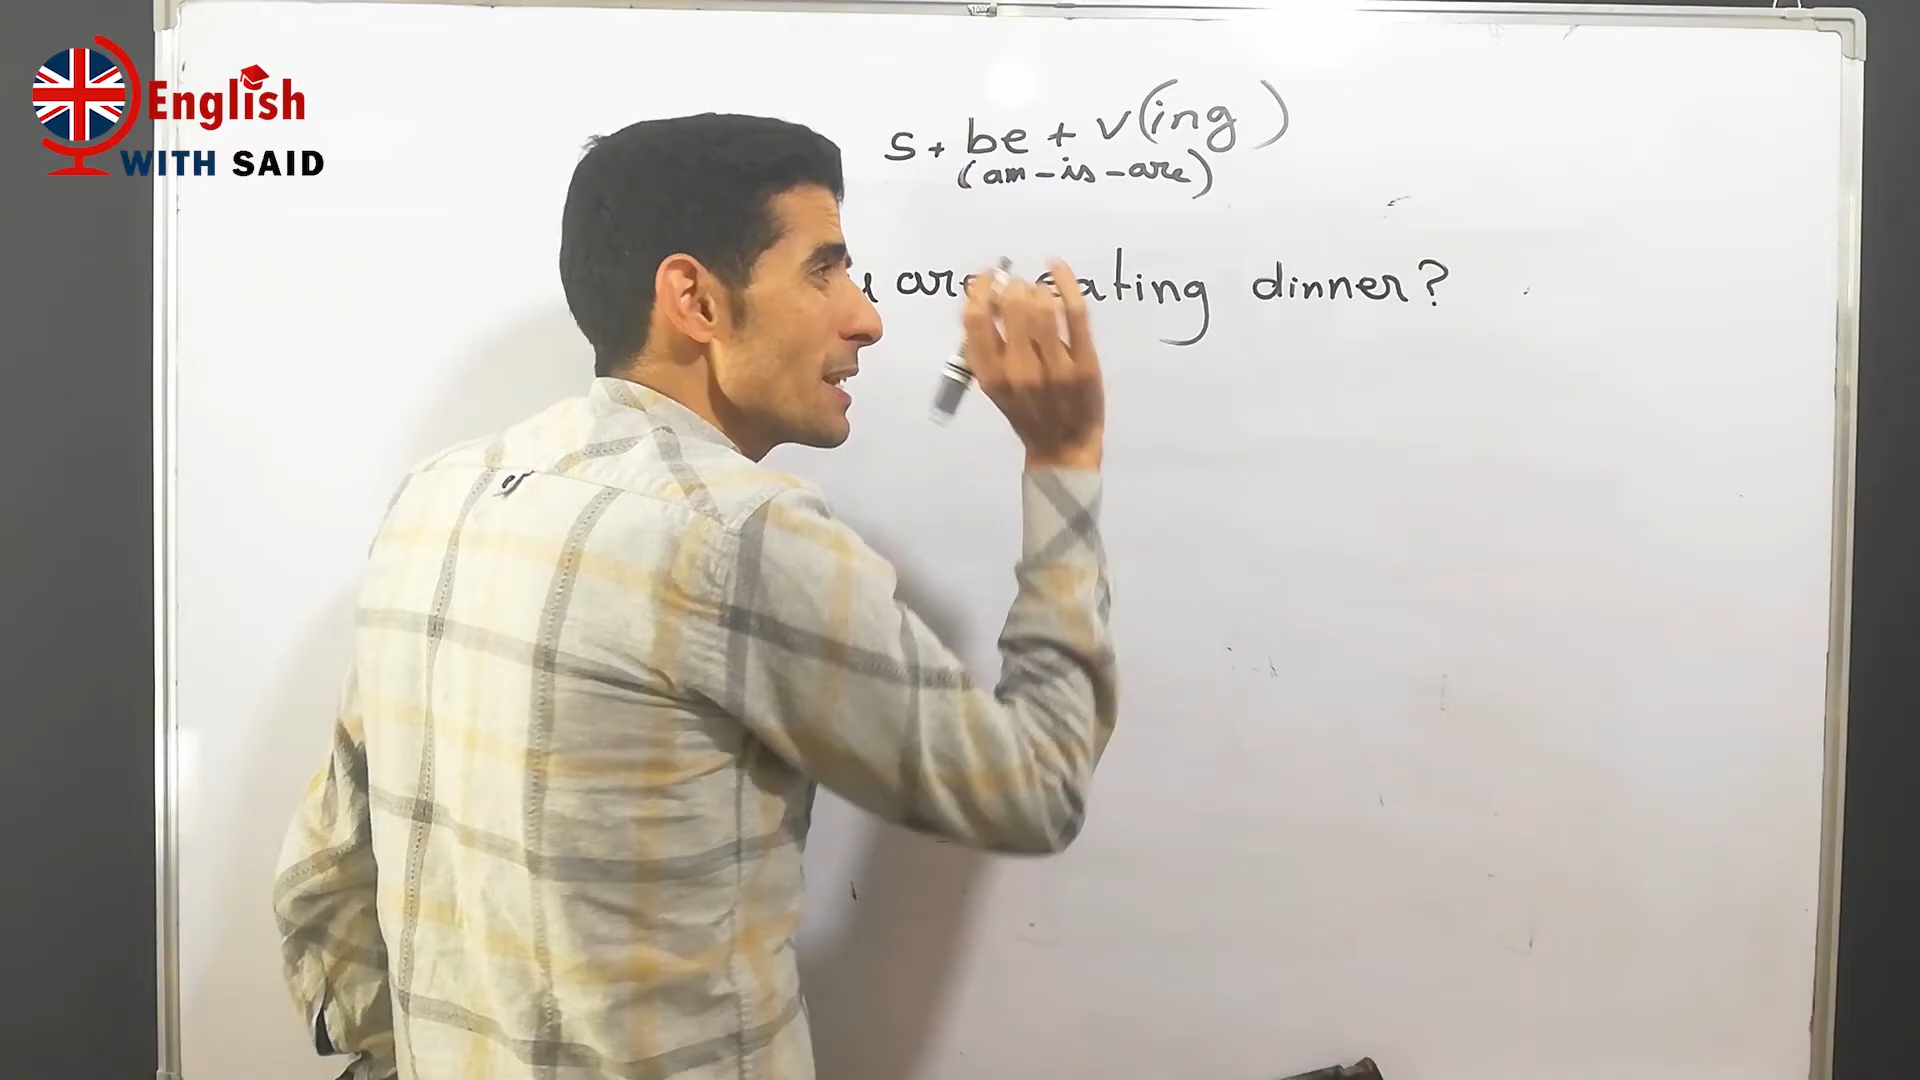 English
WITH SAID
S + be + v(ing)
(am-is-are)
are eating dinner?